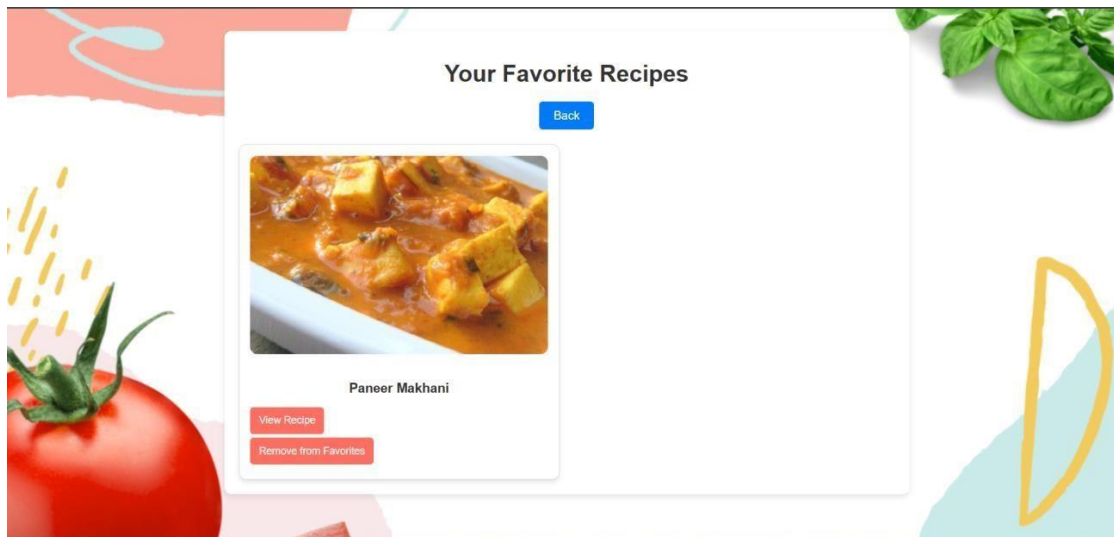 Your Favorite Recipes
Back
Paneer Makhani
View Recipe
Remove from Favorites